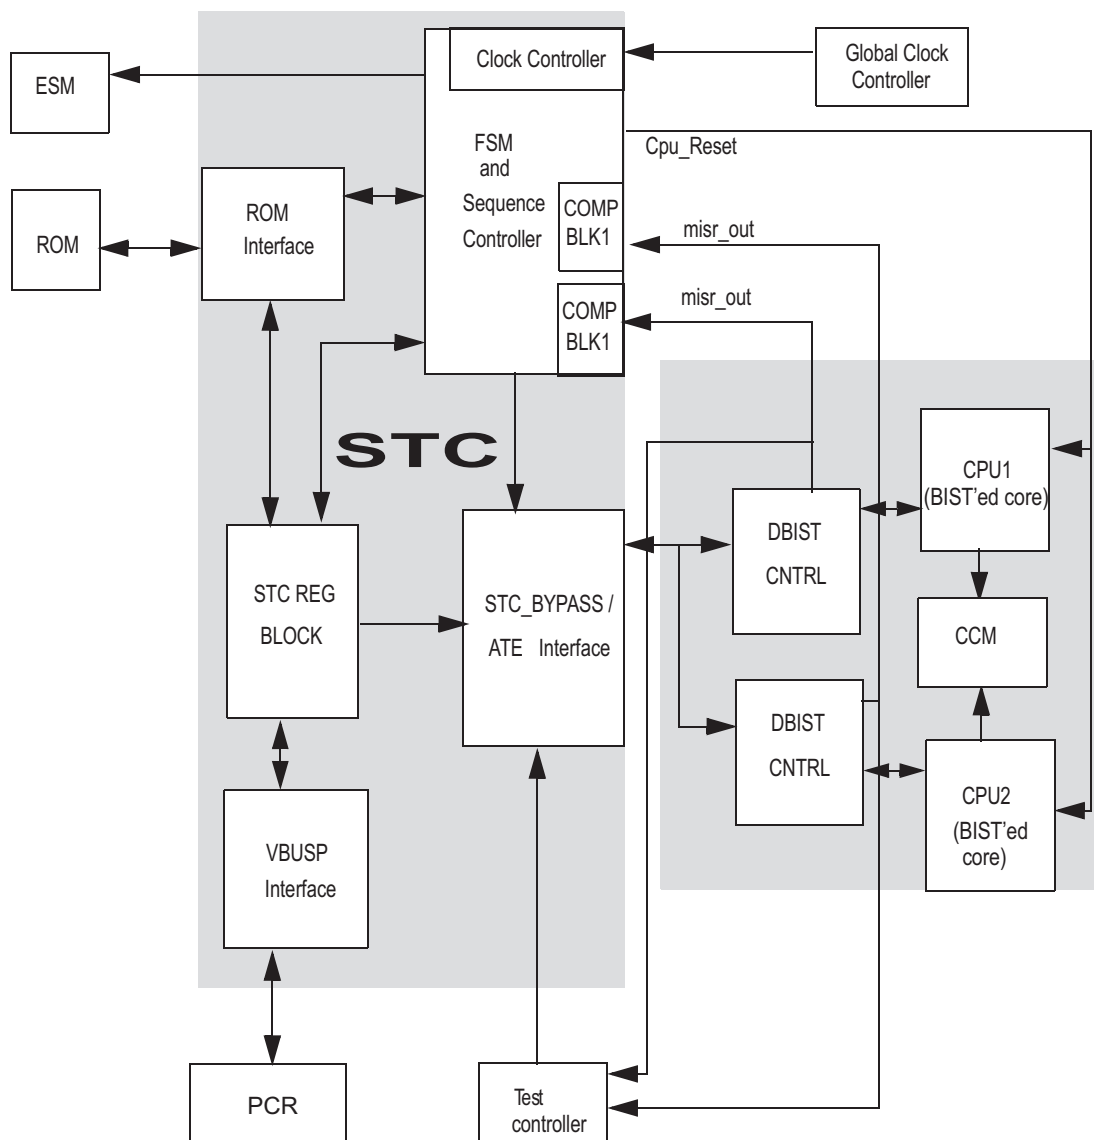 Clock Controller
Global Clock
Controller
ESM
FSM
and
Sequence
Controller
Cpu_Reset
ROM
Interface
ROM
COMP
BLK1
misr_out
COMP
BLK1
misr_out
STC
CPU1
(BIST'ed core)
DBIST
CNTRL
STC REG
BLOCK
STC_BYPASS /
ATE Interface
CCM
DBIST
CNTRL
CPU2
(BIST'ed
core)
VBUSP
Interface
PCR
Test
controller